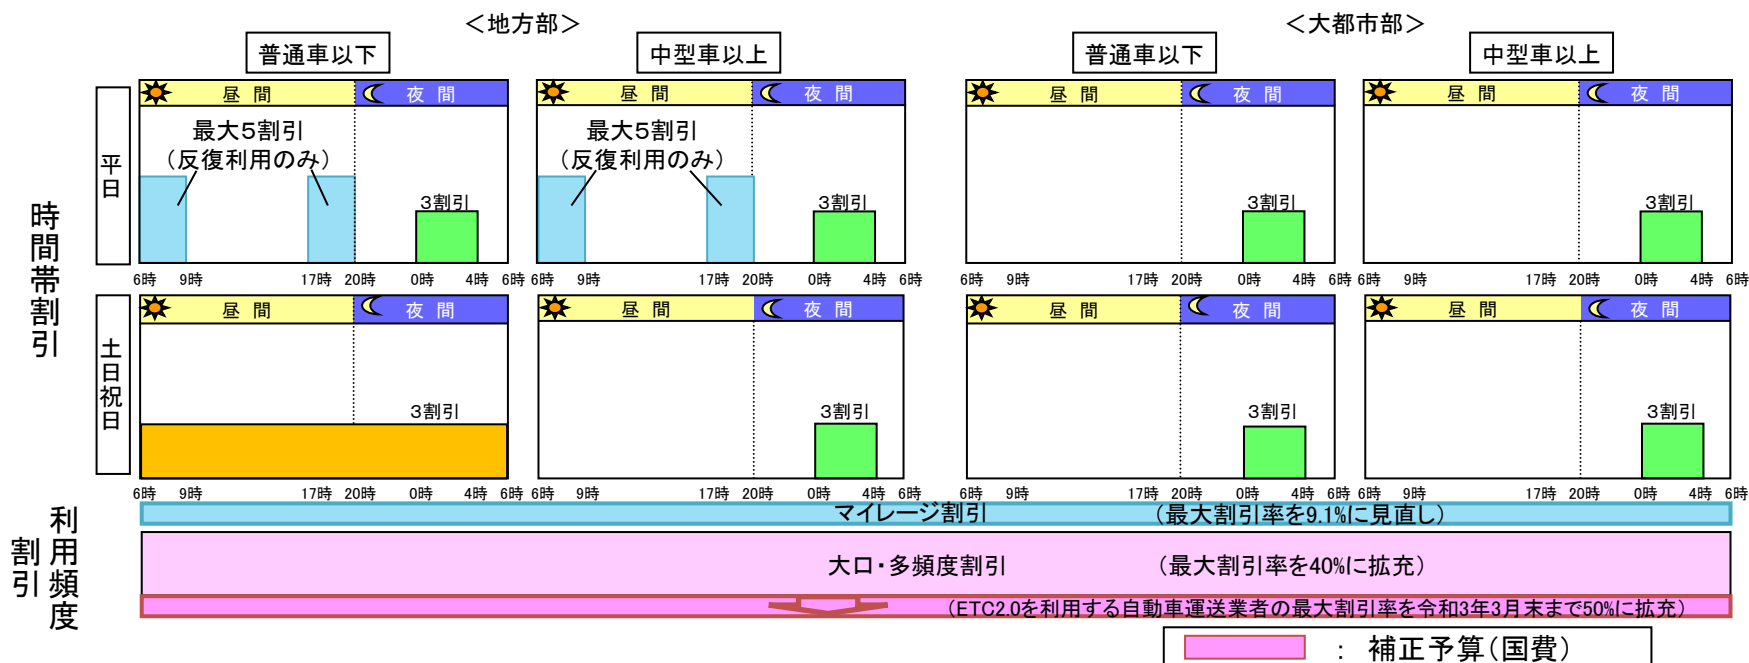 ＜地方部＞
＜大都市部＞
普通車以下
中型車以上
普通車以下
中型車以上
時間帯割引
平日
昼間 夜間
最大5割引
（反復利用のみ）
3割引
6時 9時 17時 20時 0時 4時 6時
昼間 夜間
最大5割引
（反復利用のみ）
3割引
6時 9時 17時 20時 0時 4時 6時
昼間 夜間
3割引
6時 9時 17時 20時 0時 4時 6時
昼間 夜間
3割引
6時 9時 17時 20時 0時 4時 6時
土日祝日
昼間 夜間
3割引
6時 9時 17時 20時 0時 4時 6時
昼間 夜間
3割引
6時 9時 17時 20時 0時 4時 6時
昼間 夜間
3割引
6時 9時 17時 20時 0時 4時 6時
昼間 夜間
3割引
6時 9時 17時 20時 0時 4時 6時
利用頻度
割引
マイレージ割引 （最大割引率を9.1%に見直し）
大口・多頻度割引 （最大割引率を40%に拡充）
（ETC2.0を利用する自動車運送業者の最大割引率を令和3年3月末まで50%に拡充）
： 補正予算（国費）